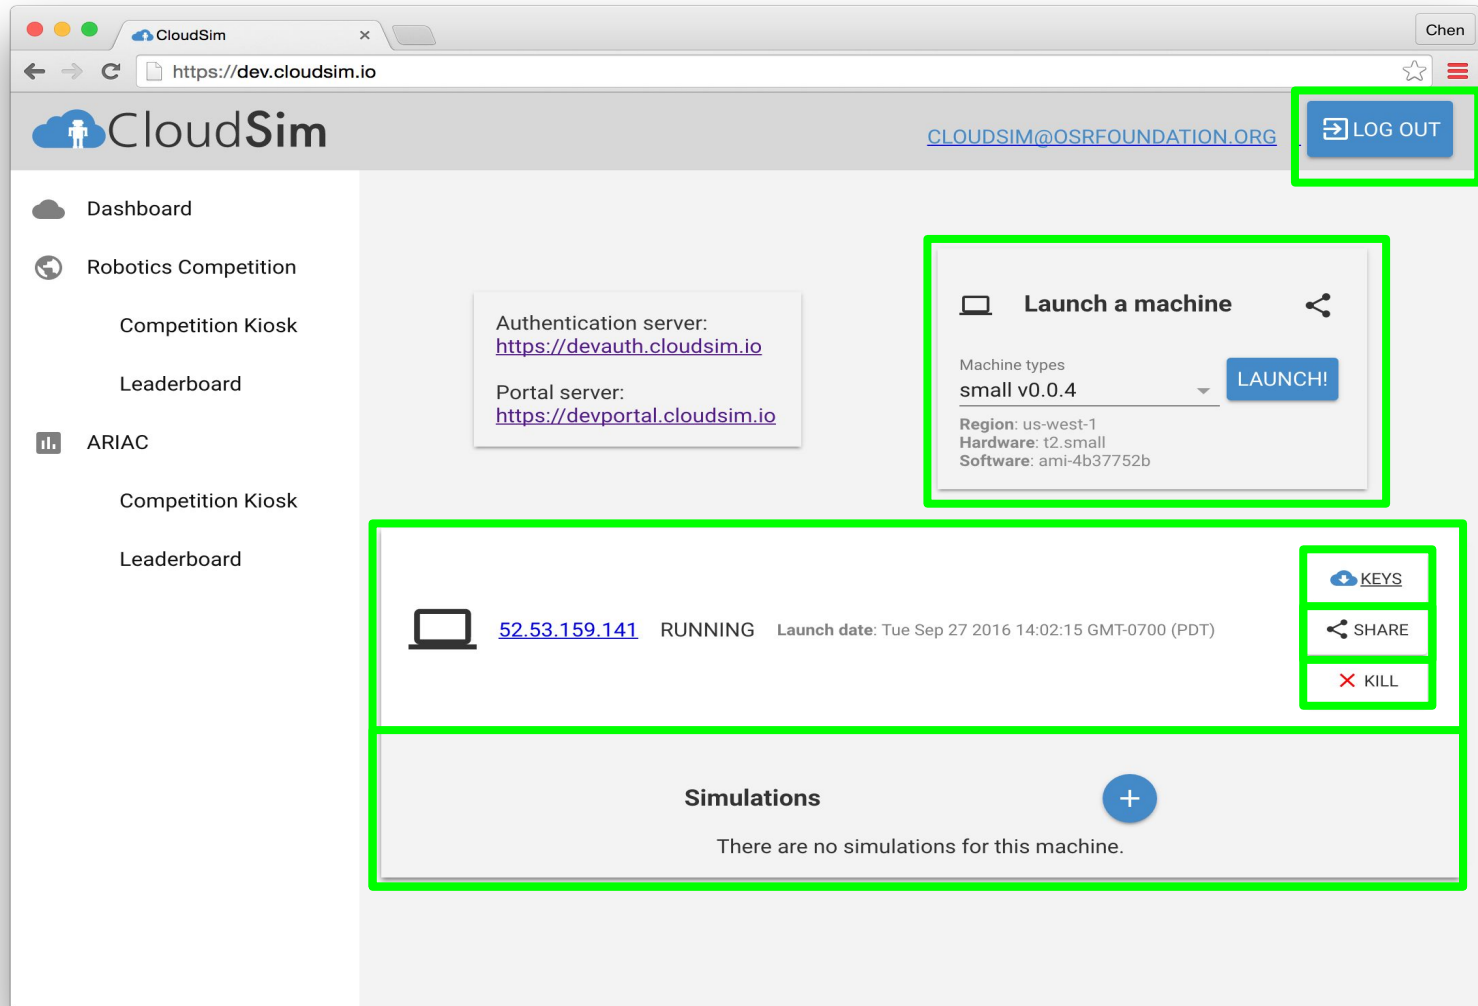 CloudSim
Chen
https://dev.cloudsim.io
CloudSim
CLOUDSIM@OSRFOUNDATION.ORG
LOG OUT
Dashboard
Robotics Competition
Competition Kiosk
Leaderboard
ARIAC
Competition Kiosk
Leaderboard
Authentication server:
https://devauth.cloudsim.io
Portal server:
https://devportal.cloudsim.io
Launch a machine
Machine types
small v0.0.4
LAUNCH!
Region: us-west-1
Hardware: t2.small
Software: ami-4b37752b
KEYS
52.53.159.141 RUNNING Launch date: Tue Sep 27 2016 14:02:15 GMT-0700 (PDT)
SHARE
KILL
Simulations
There are no simulations for this machine.